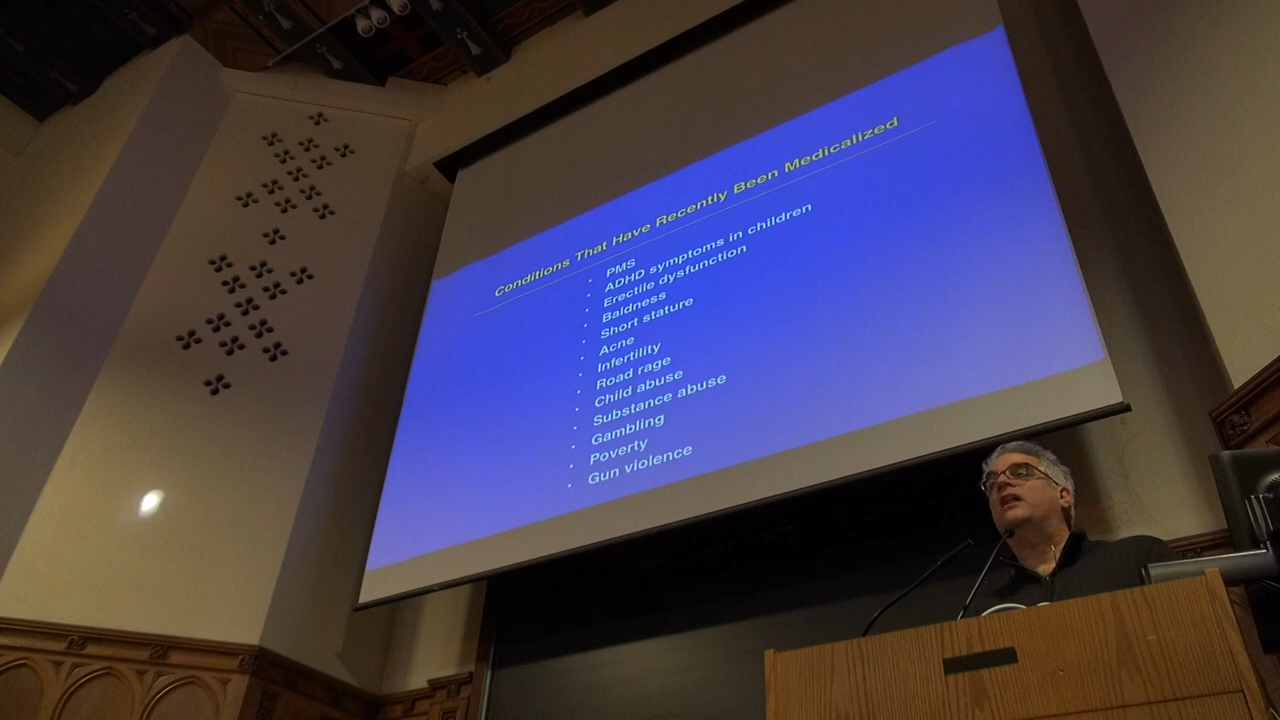 Conditions That Have Recently Been Medicalized
• PMS
• ADHD symptoms in children
• Erectile dysfunction
• Baldness
• Short stature
• Acne
• Infertility
• Road rage
• Child abuse
• Substance abuse
• Gambling
• Poverty
• Gun violence